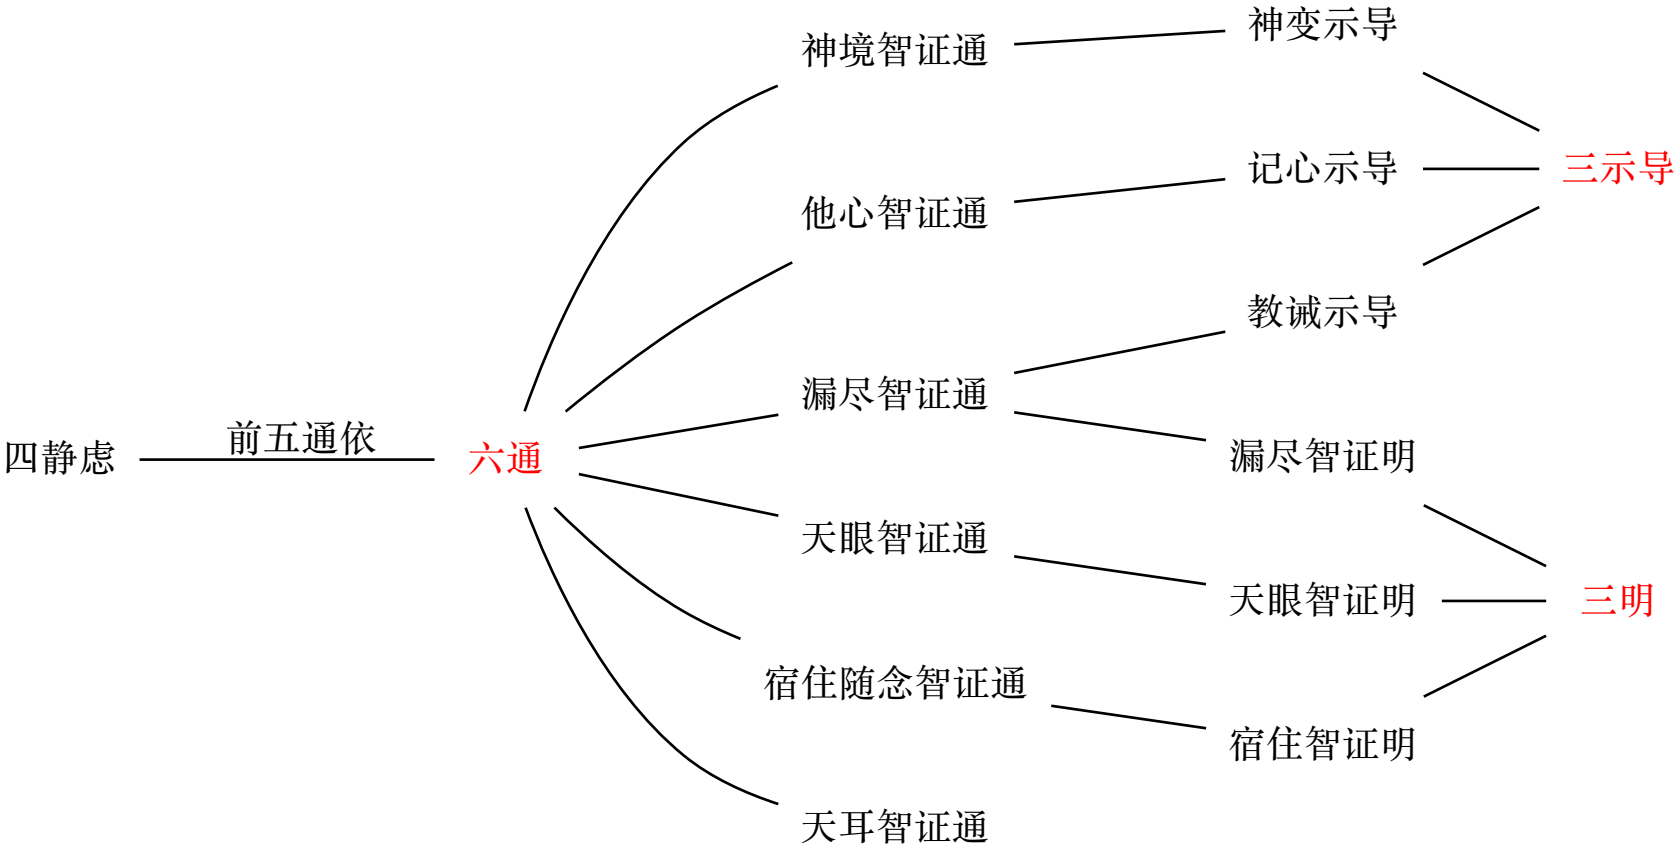 神境智证通
神变示导
他心智证通
记心示导
三示导
漏尽智证通
教诫示导
四静虑
前五通依
六通
漏尽智证明
天眼智证通
天眼智证明
三明
宿住随念智证通
宿住智证明
天耳智证通